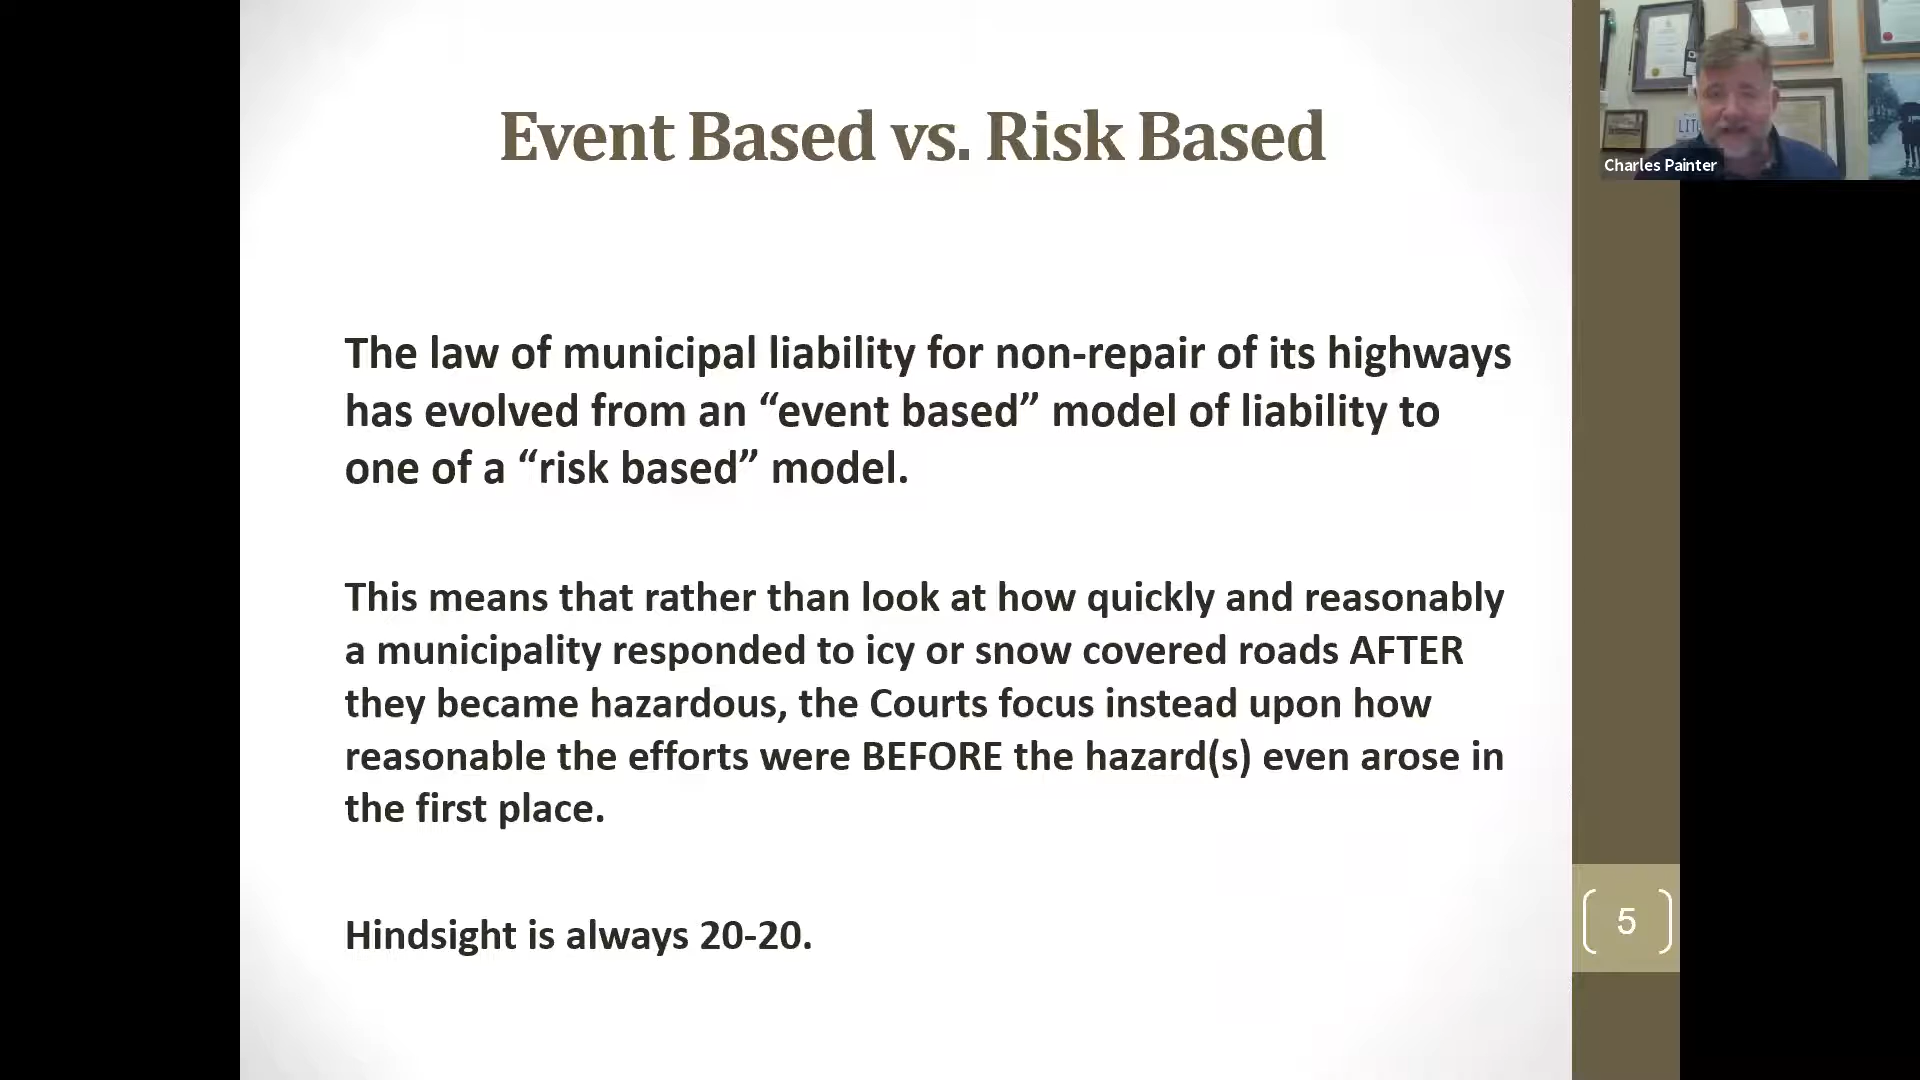 Event Based vs. Risk Based
The law of municipal liability for non-repair of its highways
has evolved from an “event based” model of liability to
one of a “risk based” model.
This means that rather than look at how quickly and reasonably
a municipality responded to icy or snow covered roads AFTER
they became hazardous, the Courts focus instead upon how
reasonable the efforts were BEFORE the hazard(s) even arose in
the first place.
Hindsight is always 20-20.
5
Charles Painter